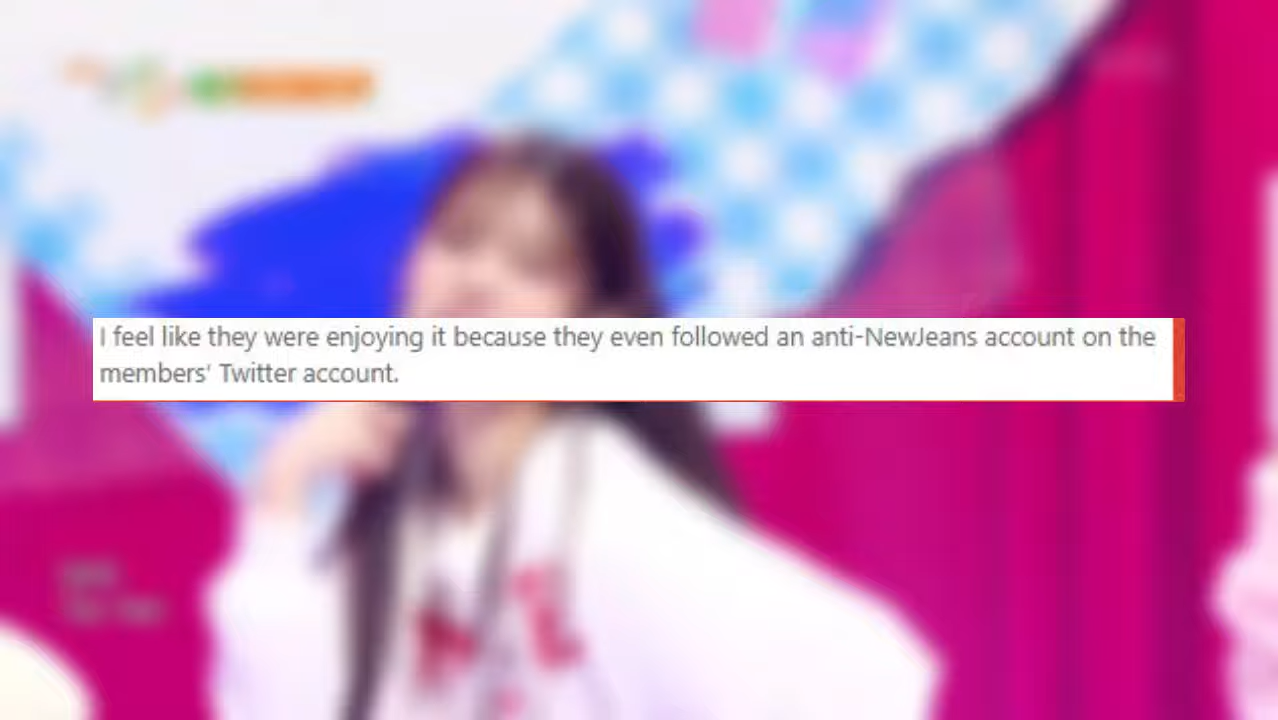 I feel like they were enjoying it because they even followed an anti-NewJeans account on the
members' Twitter account.